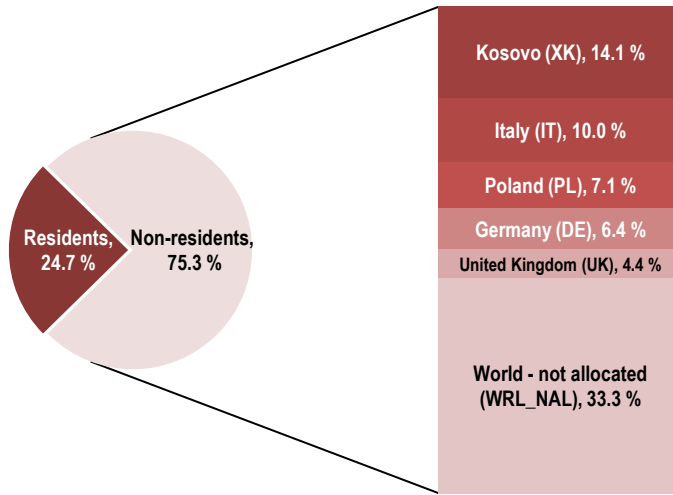 Residents,
24.7 %
Non-residents,
75.3 %
Kosovo (XK), 14.1 %
Italy (IT), 10.0 %
Poland (PL), 7.1 %
Germany (DE), 6.4 %
United Kingdom (UK), 4.4 %
World - not allocated
(WRL_NAL), 33.3 %